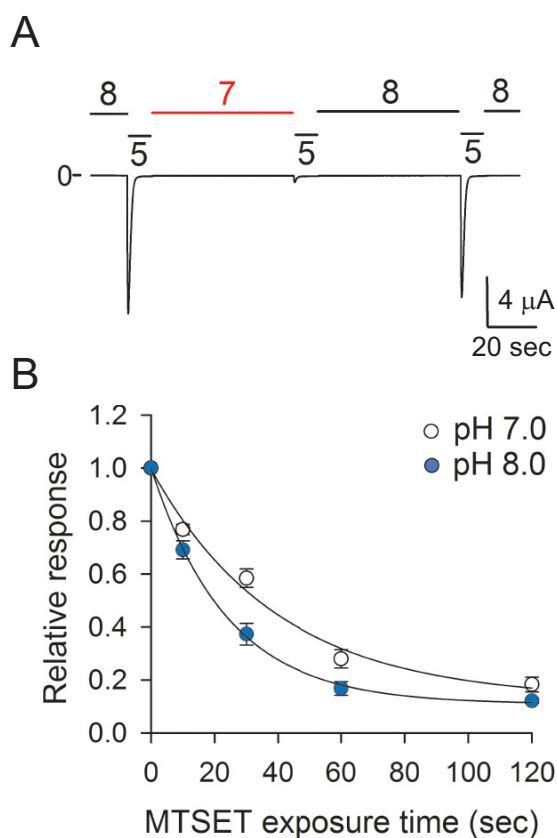 A
8 7 8 8
5 5 5
0-
4 μA
20 sec
B
1.2
1.0
0.8
0.6
0.4
0.2
0.0
Relative response
pH 7.0
pH 8.0
0 20 40 60 80 100 120
MTSET exposure time (sec)